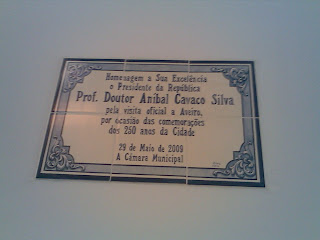 Homenagem a Sua Excelência
o Presidente da República
Prof. Doutor Aníbal Cavaco Silva
pela visita oficial a Aveiro,
por ocasião das comemorações
dos 250 anos da Cidade
29 de Maio de 2009
A Câmara Municipal